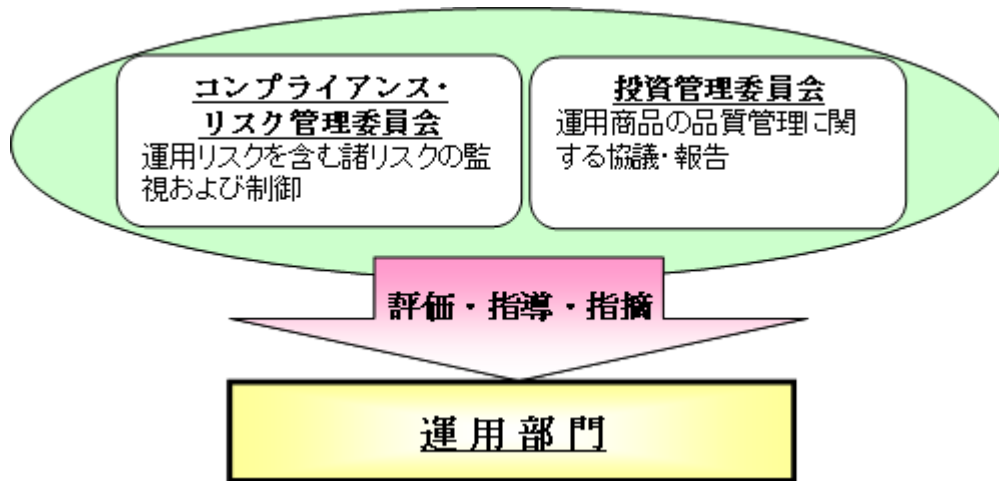 コンプライアンス・
リスク管理委員会
運用リスクを含む諸リスクの監
視および制御
投資管理委員会
運用商品の品質管理に関
する協議・報告
評価・指導・指摘
運用部門